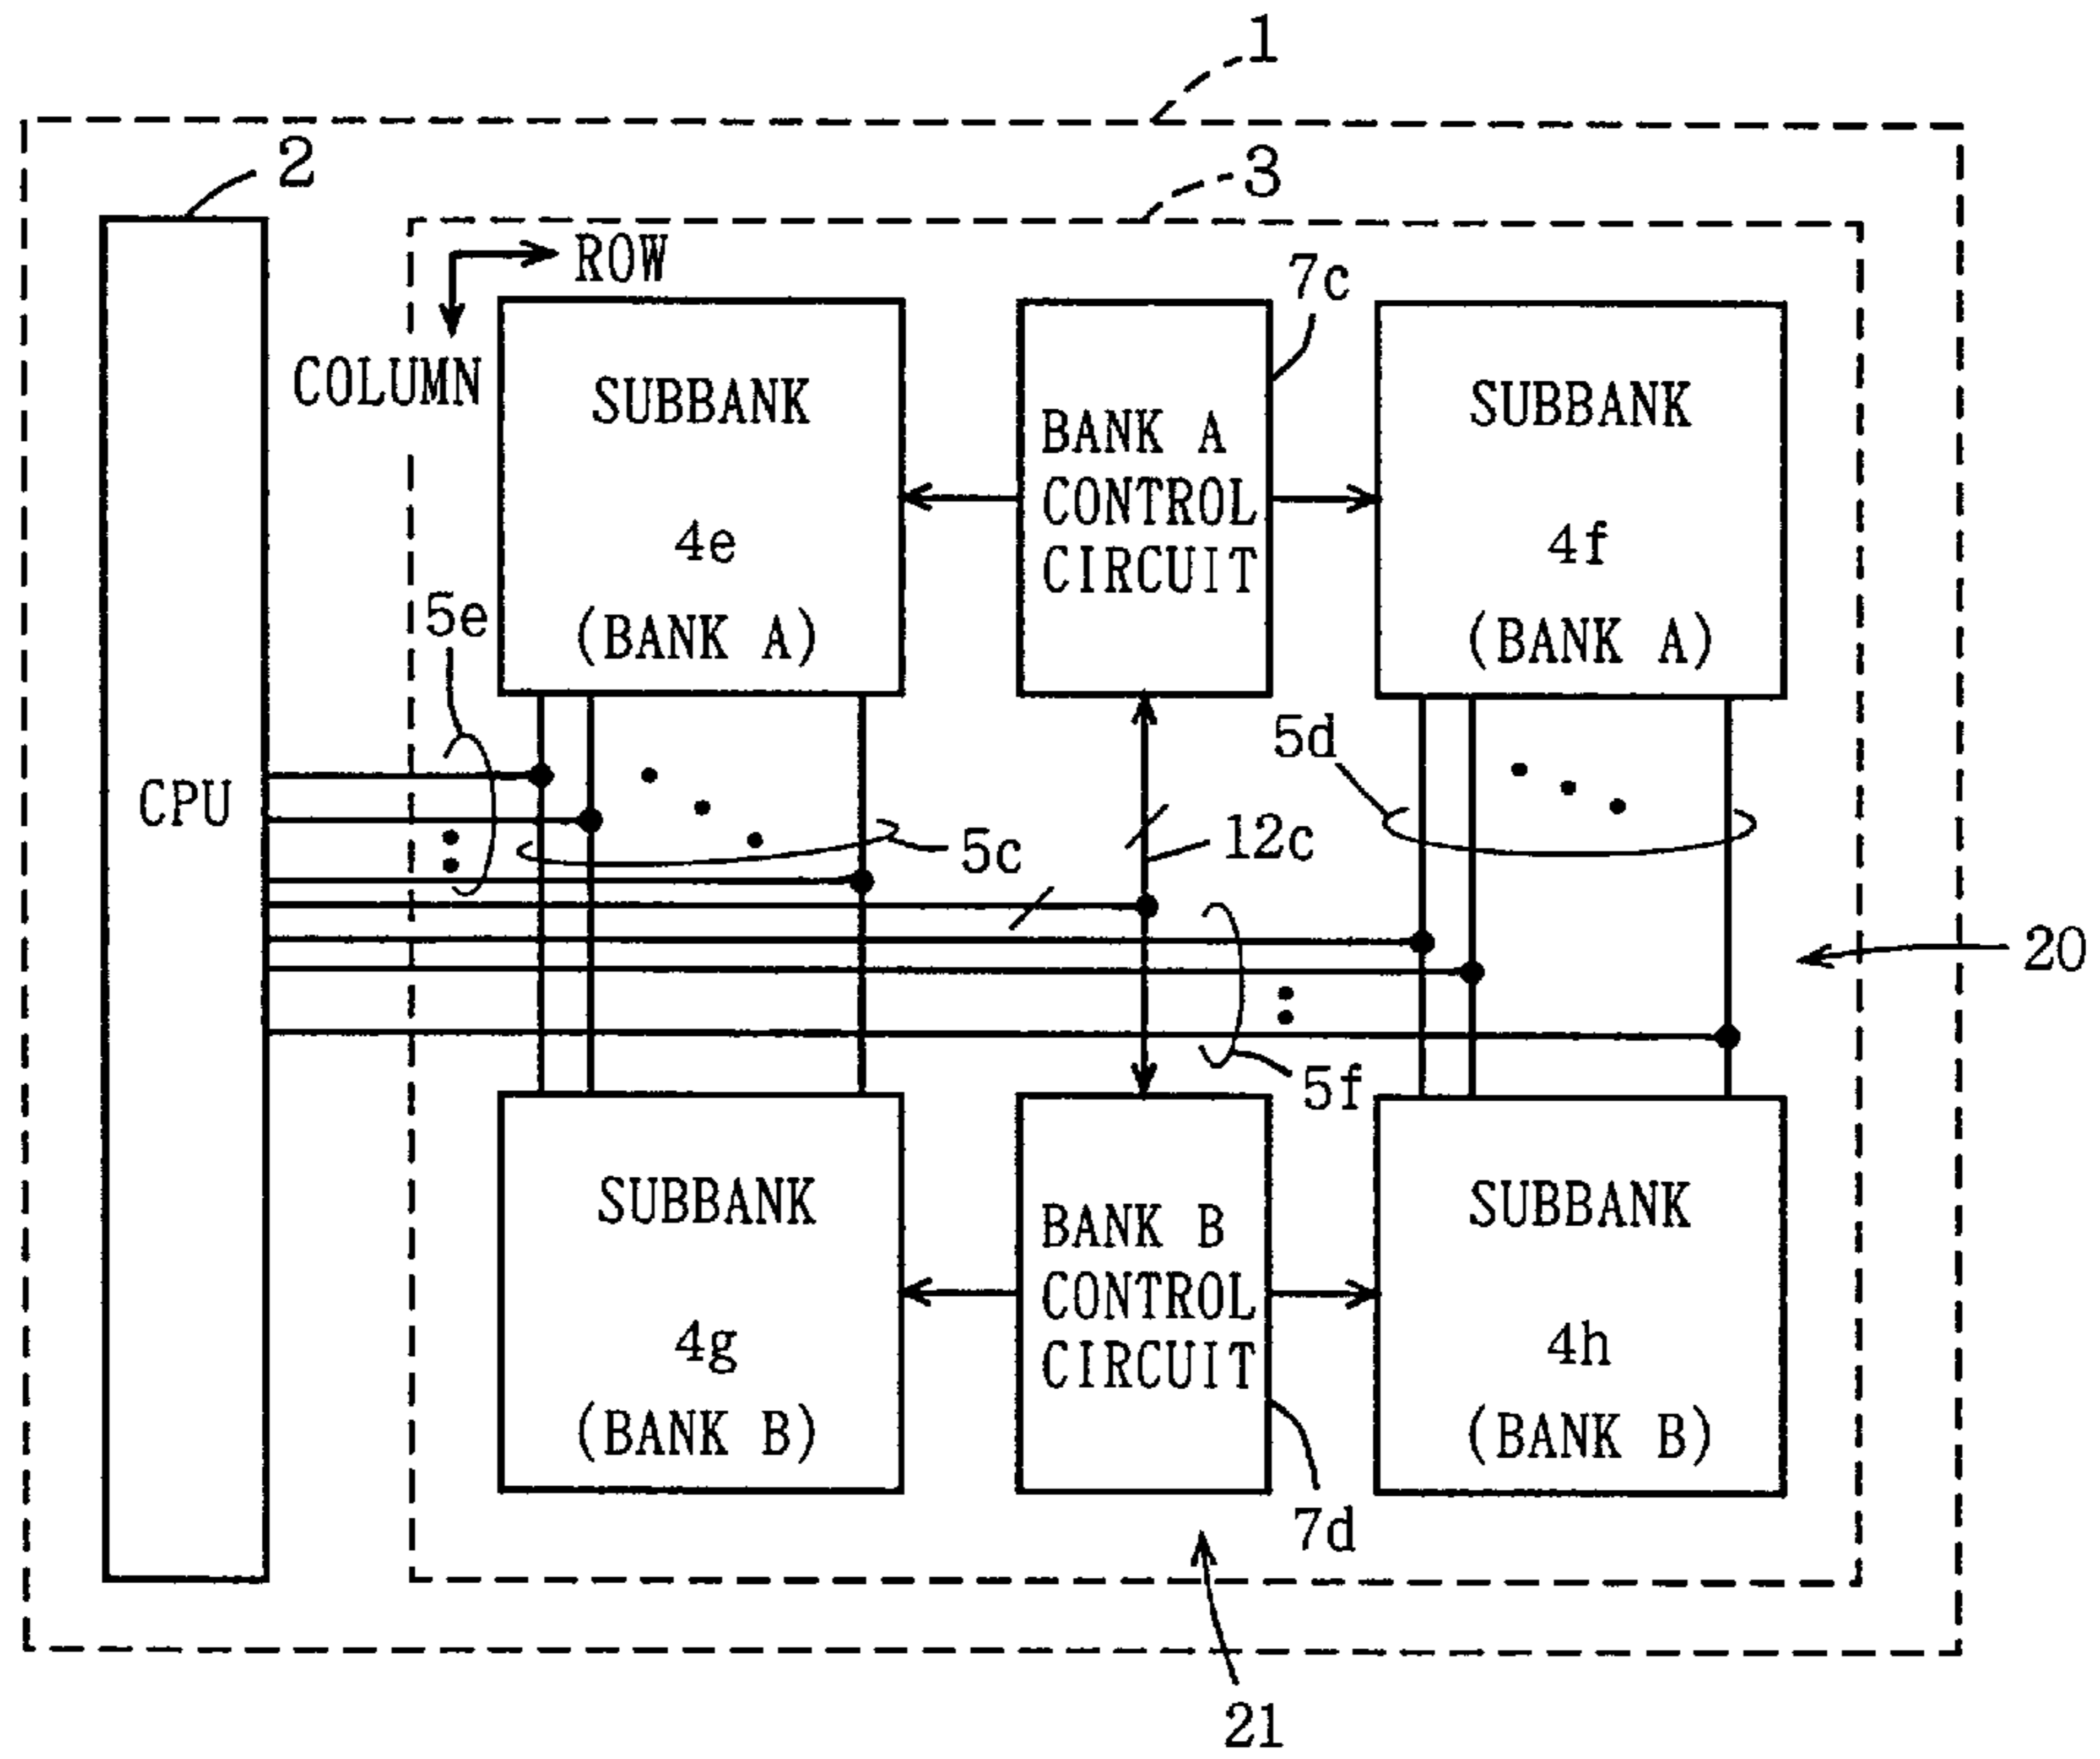 1
2
3
ROW
COLUMN
7c
SUBBANK
4e
(BANK A)
BANK A
CONTROL
CIRCUIT
SUBBANK
4f
(BANK A)
5e
5d
CPU
5c
12c
20
5f
SUBBANK
4g
(BANK B)
BANK B
CONTROL
CIRCUIT
SUBBANK
4h
(BANK B)
7d
21